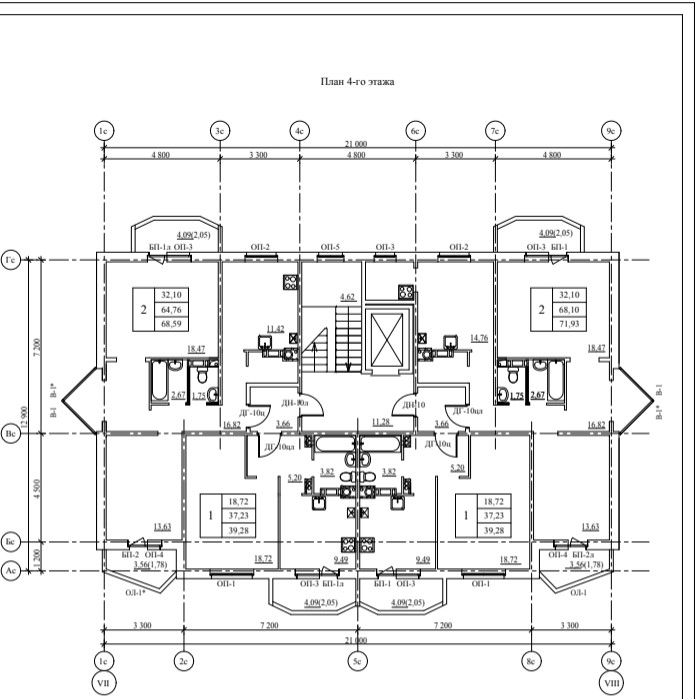 План 4-го этажа
1с 3с 4с 6с 7с 9с
21 000
4 800 3 300 4 800 3 300 4 800
4,09(2,05) 4,09(2,05)
БП-1л ОП-3 ОП-2 ОП-5 ОП-3 ОП-2 ОП-3 БП-1
Гс
2 32,10 2 32,10
64,76 68,10
68,59 71,93
4.62
11,42 14,76
18.47 18.47
7 200
2,67 1,75 1,75 2,67
В-1 В-1* В-1* В-1
12 900
ДГ-10ц ДН-10л ДН-10 ДГ-10цл
16,82 3.66 11.28 3.66 16.82
Вс
ДГ-10цл ДГ-10ц
5.20 3.82 3.82 5.20
4 500
1 18,72 1 18,72
37,23 37,23
39,28 39,28
13.63 13.63
Бс
БП-2 ОП-4 18.72 9.49 9.49 18.72 ОП-4 БП-2л
3,56(1,78) 3,56(1,78)
1 200
Ас
ОЛ-1* ОП-1 ОП-3 БП-1л БП-1 ОП-3 ОП-1 ОЛ-1
4.09(2,05) 4.09(2,05)
3 300 7 200 7 200 3 300
21 000
1с 2с 5с 8с 9с
VII VIII